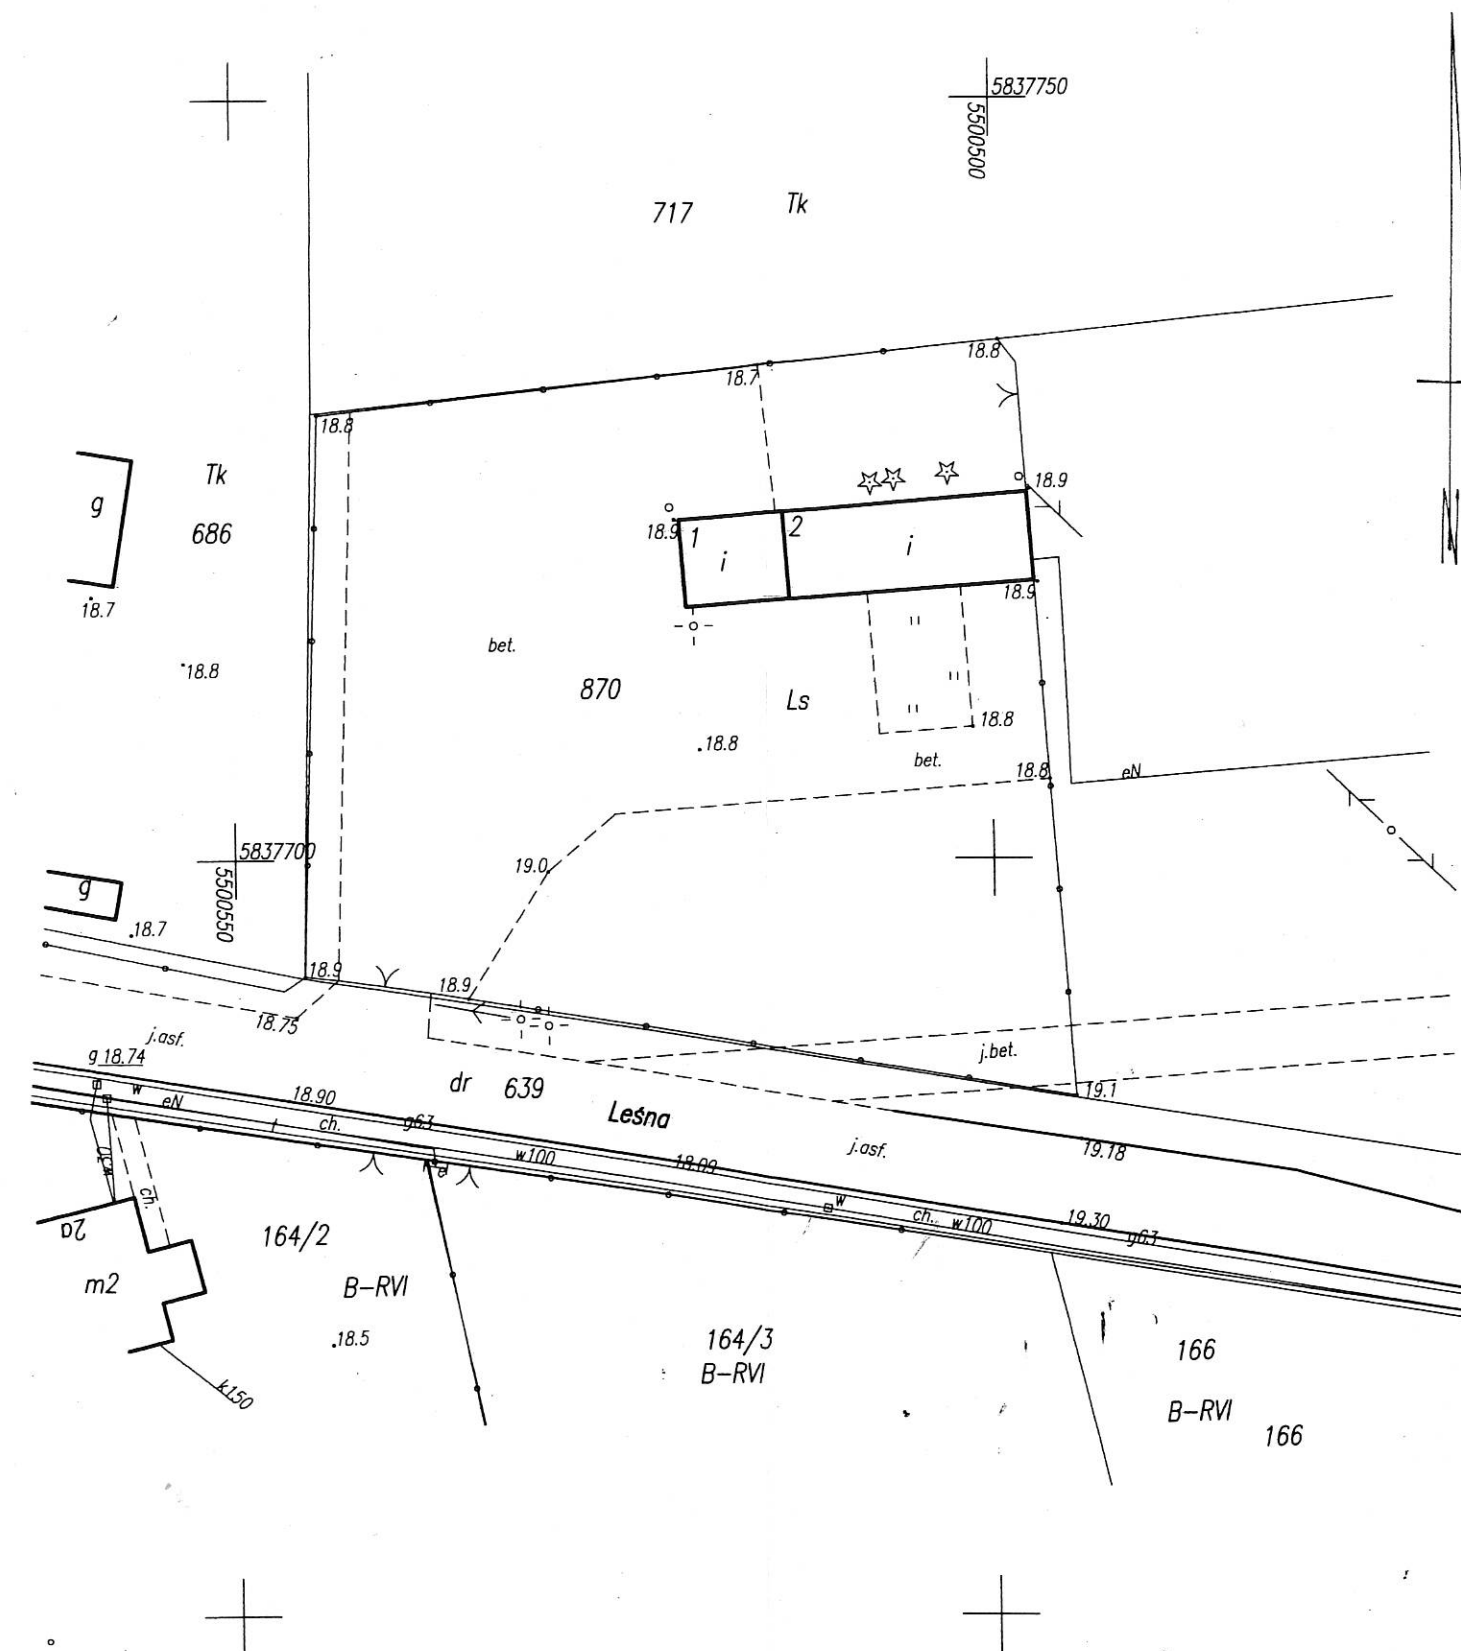 5837750
5500500
717 Tk
18.8
18.7
18.8
Tk
g
686
18.9
18.9
1
2
i
i
18.7
18.9
bet.
18.8
870
Ls
18.8
18.8
bet.
18.8
eN
5837700
5500550
19.0
g
18.7
18.9
18.9
18.75
j.asf.
j.bet.
g 18.74
w
eN
dr 639
19.1
18.90
ch.
g63
Leśna
w100
18.09
j.asf.
19.18
w
ch.
w100
19.30
g63
ch.
2a
164/2
m2
B-RVI
18.5
164/3
B-RVI
166
B-RVI
166
k150
N